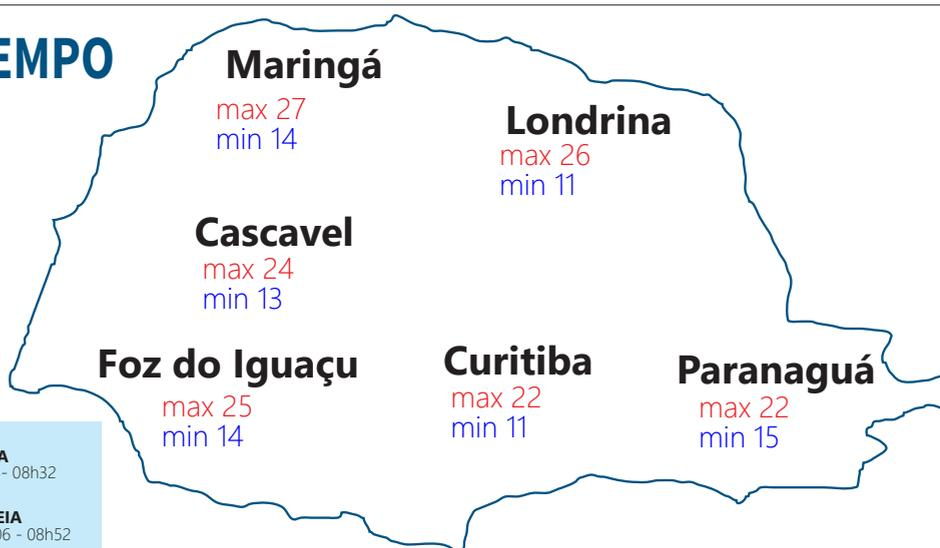 EMPO
Maringá
max 27
min 14
Londrina
max 26
min 11
Cascavel
max 24
min 13
Foz do Iguaçu
max 25
min 14
Curitiba
max 22
min 11
Paranaguá
max 22
min 15
A
- 08h32
EIA
06 - 08h52